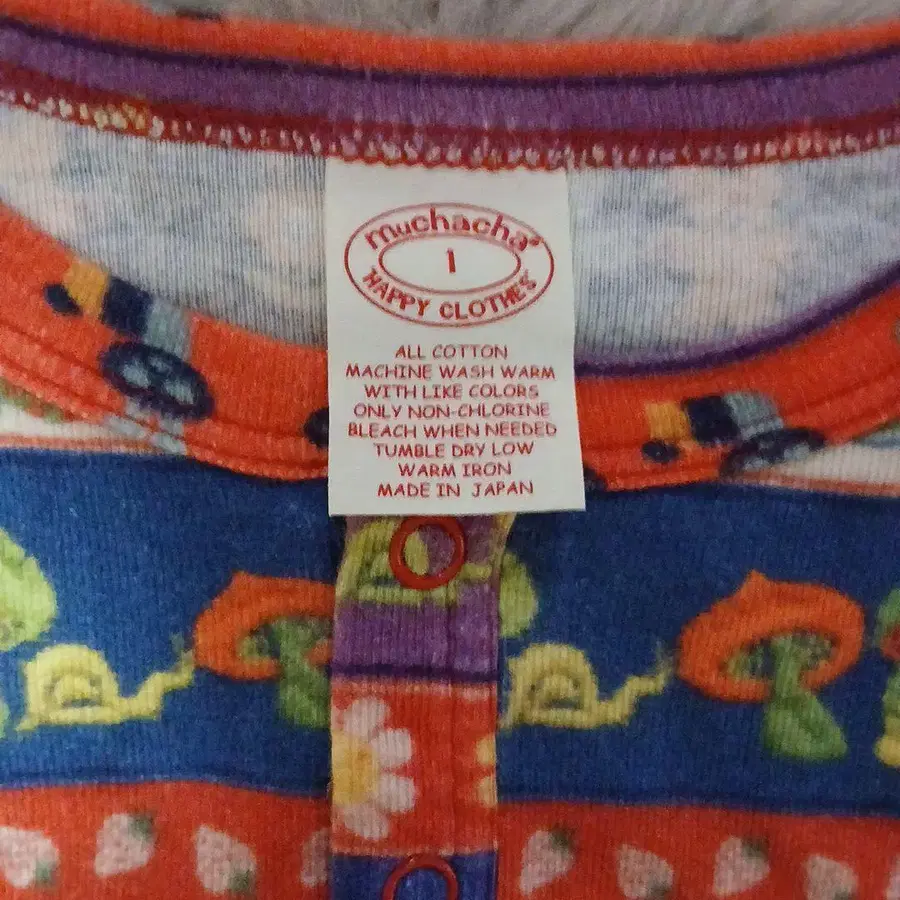 muchacha®
1
HAPPY CLOTHES
ALL COTTON
MACHINE WASH WARM
WITH LIKE COLORS
ONLY NON-CHLORINE
BLEACH WHEN NEEDED
TUMBLE DRY LOW
WARM IRON
MADE IN JAPAN